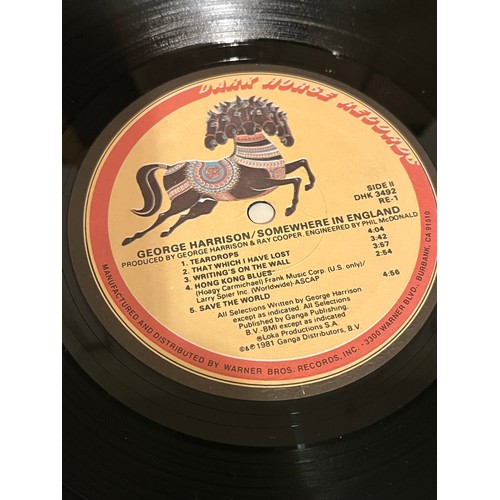 DARK HORSE RECORDS
SIDE II
DHK 3492
RE-1
GEORGE HARRISON/SOMEWHERE IN ENGLAND
PRODUCED BY GEORGE HARRISON & RAY COOPER. ENGINEERED BY PHIL McDONALD
1. TEARDROPS 4:04
2. THAT WHICH I HAVE LOST 3:42
3. WRITING'S ON THE WALL 3:57
4. HONG KONG BLUES 2:54
(Hoagy Carmichael) Frank Music Corp. (U.S. only)/
Larry Spier Inc. (Worldwide)-ASCAP
5. SAVE THE WORLD 4:56
All Selections Written by George Harrison
except as indicated. All Selections
Published by Ganga Publishing,
B.V.-BMI except as indicated.
℗Loka Productions S.A.
©&℗ 1981 Ganga Distributors, B.V.
MANUFACTURED AND DISTRIBUTED BY WARNER BROS. RECORDS, INC. - 3300 WARNER BLVD., BURBANK, CA 91510